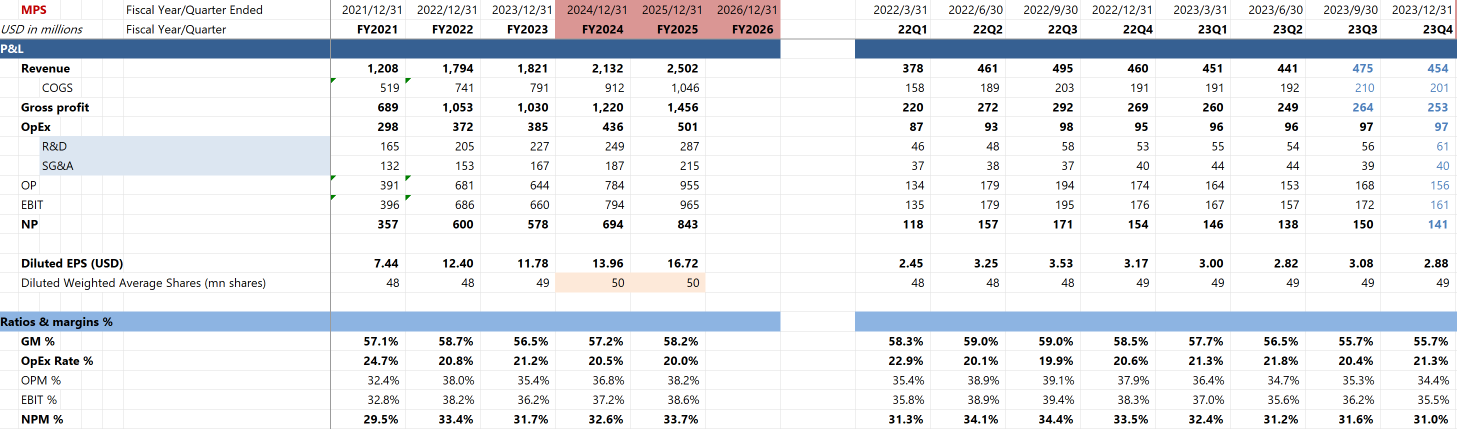 MPS Fiscal Year/Quarter Ended 2021/12/31 2022/12/31 2023/12/31 2024/12/31 2025/12/31 2026/12/31 2022/3/31 2022/6/30 2022/9/30 2022/12/31 2023/3/31 2023/6/30 2023/9/30 2023/12/31
USD in millions Fiscal Year/Quarter FY2021 FY2022 FY2023 FY2024 FY2025 FY2026 22Q1 22Q2 22Q3 22Q4 23Q1 23Q2 23Q3 23Q4
P&L
Revenue 1,208 1,794 1,821 2,132 2,502 378 461 495 460 451 441 475 454
COGS 519 741 791 912 1,046 158 189 203 191 191 192 210 201
Gross profit 689 1,053 1,030 1,220 1,456 220 272 292 269 260 249 264 253
OpEx 298 372 385 436 501 87 93 98 95 96 96 97 97
R&D 165 205 227 249 287 46 48 58 53 55 54 56 61
SG&A 132 153 167 187 215 37 38 37 40 44 44 39 40
OP 391 681 644 784 955 134 179 194 174 164 153 168 156
EBIT 396 686 660 794 965 135 179 195 176 167 157 172 161
NP 357 600 578 694 843 118 157 171 154 146 138 150 141
Diluted EPS (USD) 7.44 12.40 11.78 13.96 16.72 2.45 3.25 3.53 3.17 3.00 2.82 3.08 2.88
Diluted Weighted Average Shares (mn shares) 48 48 49 50 50 48 48 48 48 49 49 49 49
Ratios & margins %
GM % 57.1% 58.7% 56.5% 57.2% 58.2% 58.3% 59.0% 59.0% 58.5% 57.7% 56.5% 55.7% 55.7%
OpEx Rate % 24.7% 20.8% 21.2% 20.5% 20.0% 22.9% 20.1% 19.9% 20.6% 21.3% 21.8% 20.4% 21.3%
OPM % 32.4% 38.0% 35.4% 36.8% 38.2% 35.4% 38.9% 39.1% 37.9% 36.4% 34.7% 35.3% 34.4%
EBIT % 32.8% 38.2% 36.2% 37.2% 38.6% 35.8% 38.9% 39.4% 38.3% 37.0% 35.6% 36.2% 35.5%
NPM % 29.5% 33.4% 31.7% 32.6% 33.7% 31.3% 34.1% 34.4% 33.5% 32.4% 31.2% 31.6% 31.0%